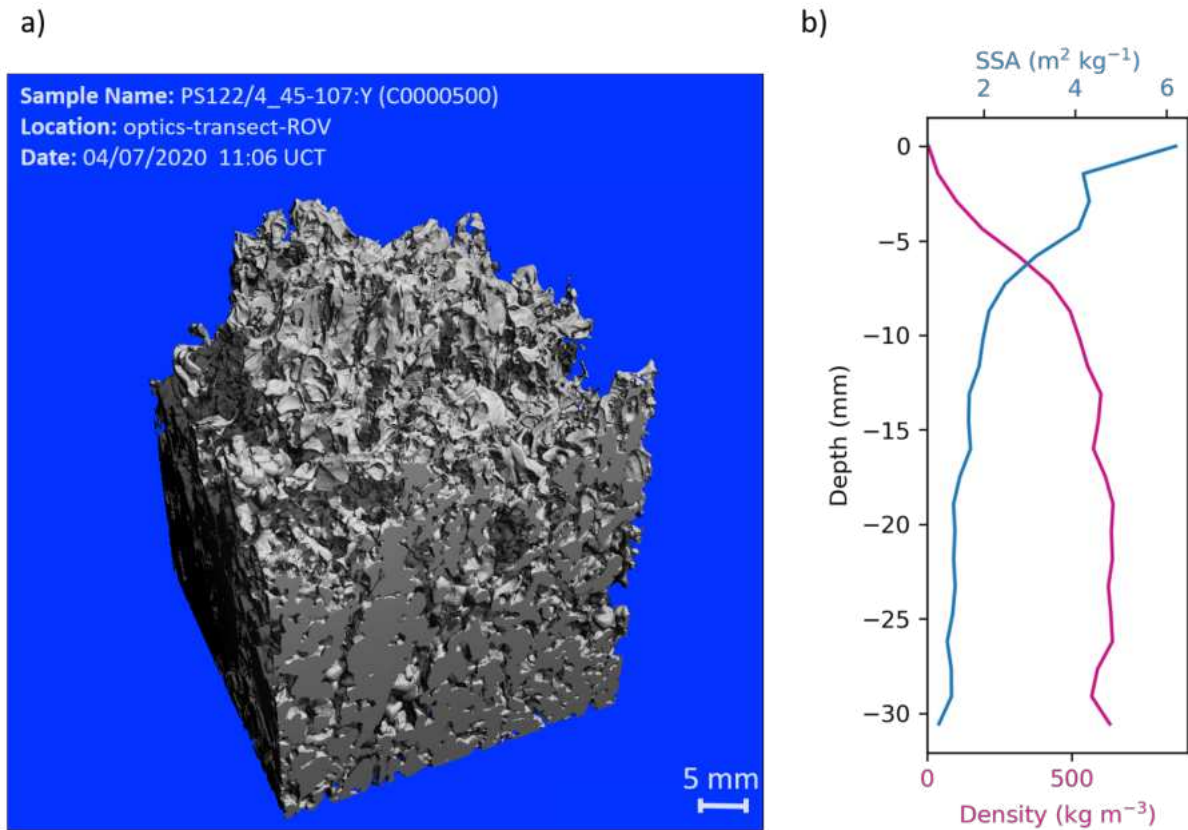 a)
Sample Name: PS122/4_45-107:Y (C0000500)
Location: optics-transect-ROV
Date: 04/07/2020 11:06 UCT
5 mm
b)
SSA (m² kg⁻¹)
2 4 6
0
−5
−10
−15
−20
−25
−30
Depth (mm)
0 500
Density (kg m⁻³)